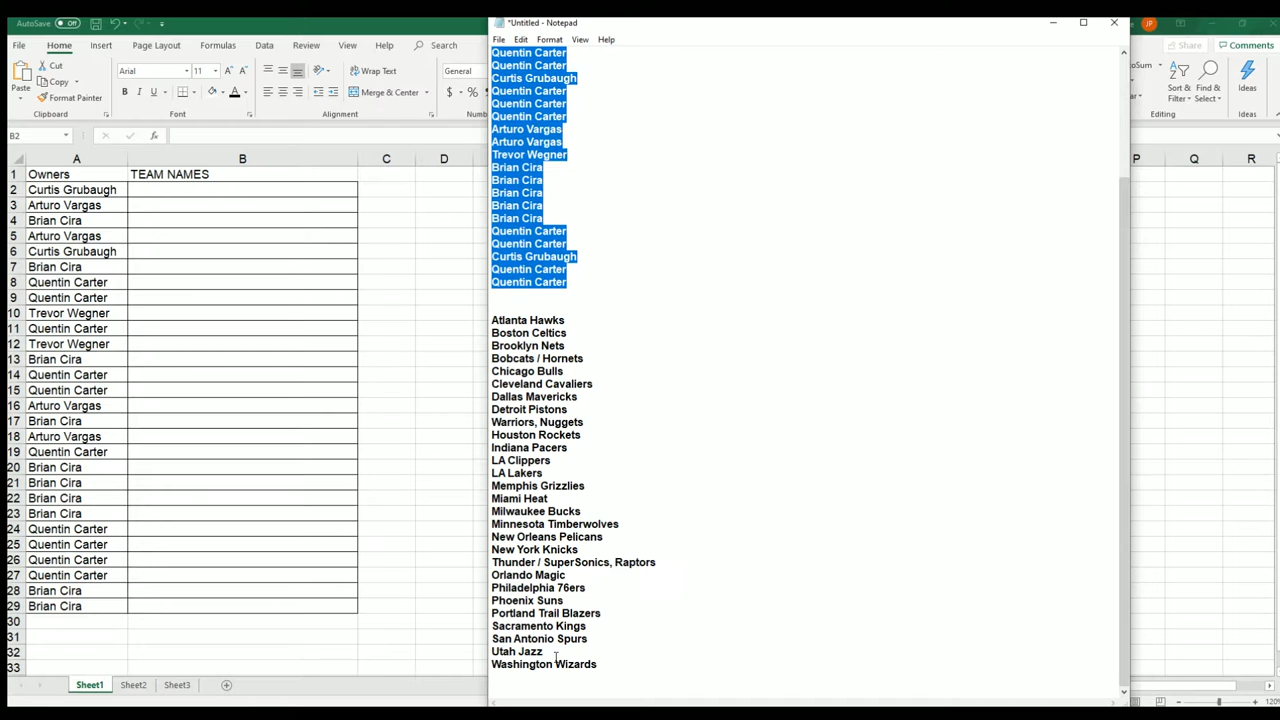 AutoSave Off
*Untitled - Notepad
JP
File Home Insert Page Layout Formulas Data Review View Help Search
Share Comments
File Edit Format View Help
Cut
Copy
Format Painter
Paste
Clipboard
Arial 11
B I U
Font
Wrap Text
Merge & Center
Alignment
General
$ %
Sort & Filter
Find & Select
Editing
Ideas
Ideas
B2
fx
A B C D P Q R
1 Owners TEAM NAMES
2 Curtis Grubaugh
3 Arturo Vargas
4 Brian Cira
5 Arturo Vargas
6 Curtis Grubaugh
7 Brian Cira
8 Quentin Carter
9 Quentin Carter
10 Trevor Wegner
11 Quentin Carter
12 Trevor Wegner
13 Brian Cira
14 Quentin Carter
15 Quentin Carter
16 Arturo Vargas
17 Brian Cira
18 Arturo Vargas
19 Quentin Carter
20 Brian Cira
21 Brian Cira
22 Brian Cira
23 Brian Cira
24 Quentin Carter
25 Quentin Carter
26 Quentin Carter
27 Quentin Carter
28 Brian Cira
29 Brian Cira
30
31
32
33
Sheet1 Sheet2 Sheet3
Quentin Carter
Quentin Carter
Curtis Grubaugh
Quentin Carter
Quentin Carter
Quentin Carter
Arturo Vargas
Arturo Vargas
Trevor Wegner
Brian Cira
Brian Cira
Brian Cira
Brian Cira
Brian Cira
Quentin Carter
Quentin Carter
Curtis Grubaugh
Quentin Carter
Quentin Carter
Atlanta Hawks
Boston Celtics
Brooklyn Nets
Bobcats / Hornets
Chicago Bulls
Cleveland Cavaliers
Dallas Mavericks
Detroit Pistons
Warriors, Nuggets
Houston Rockets
Indiana Pacers
LA Clippers
LA Lakers
Memphis Grizzlies
Miami Heat
Milwaukee Bucks
Minnesota Timberwolves
New Orleans Pelicans
New York Knicks
Thunder / SuperSonics, Raptors
Orlando Magic
Philadelphia 76ers
Phoenix Suns
Portland Trail Blazers
Sacramento Kings
San Antonio Spurs
Utah Jazz
Washington Wizards